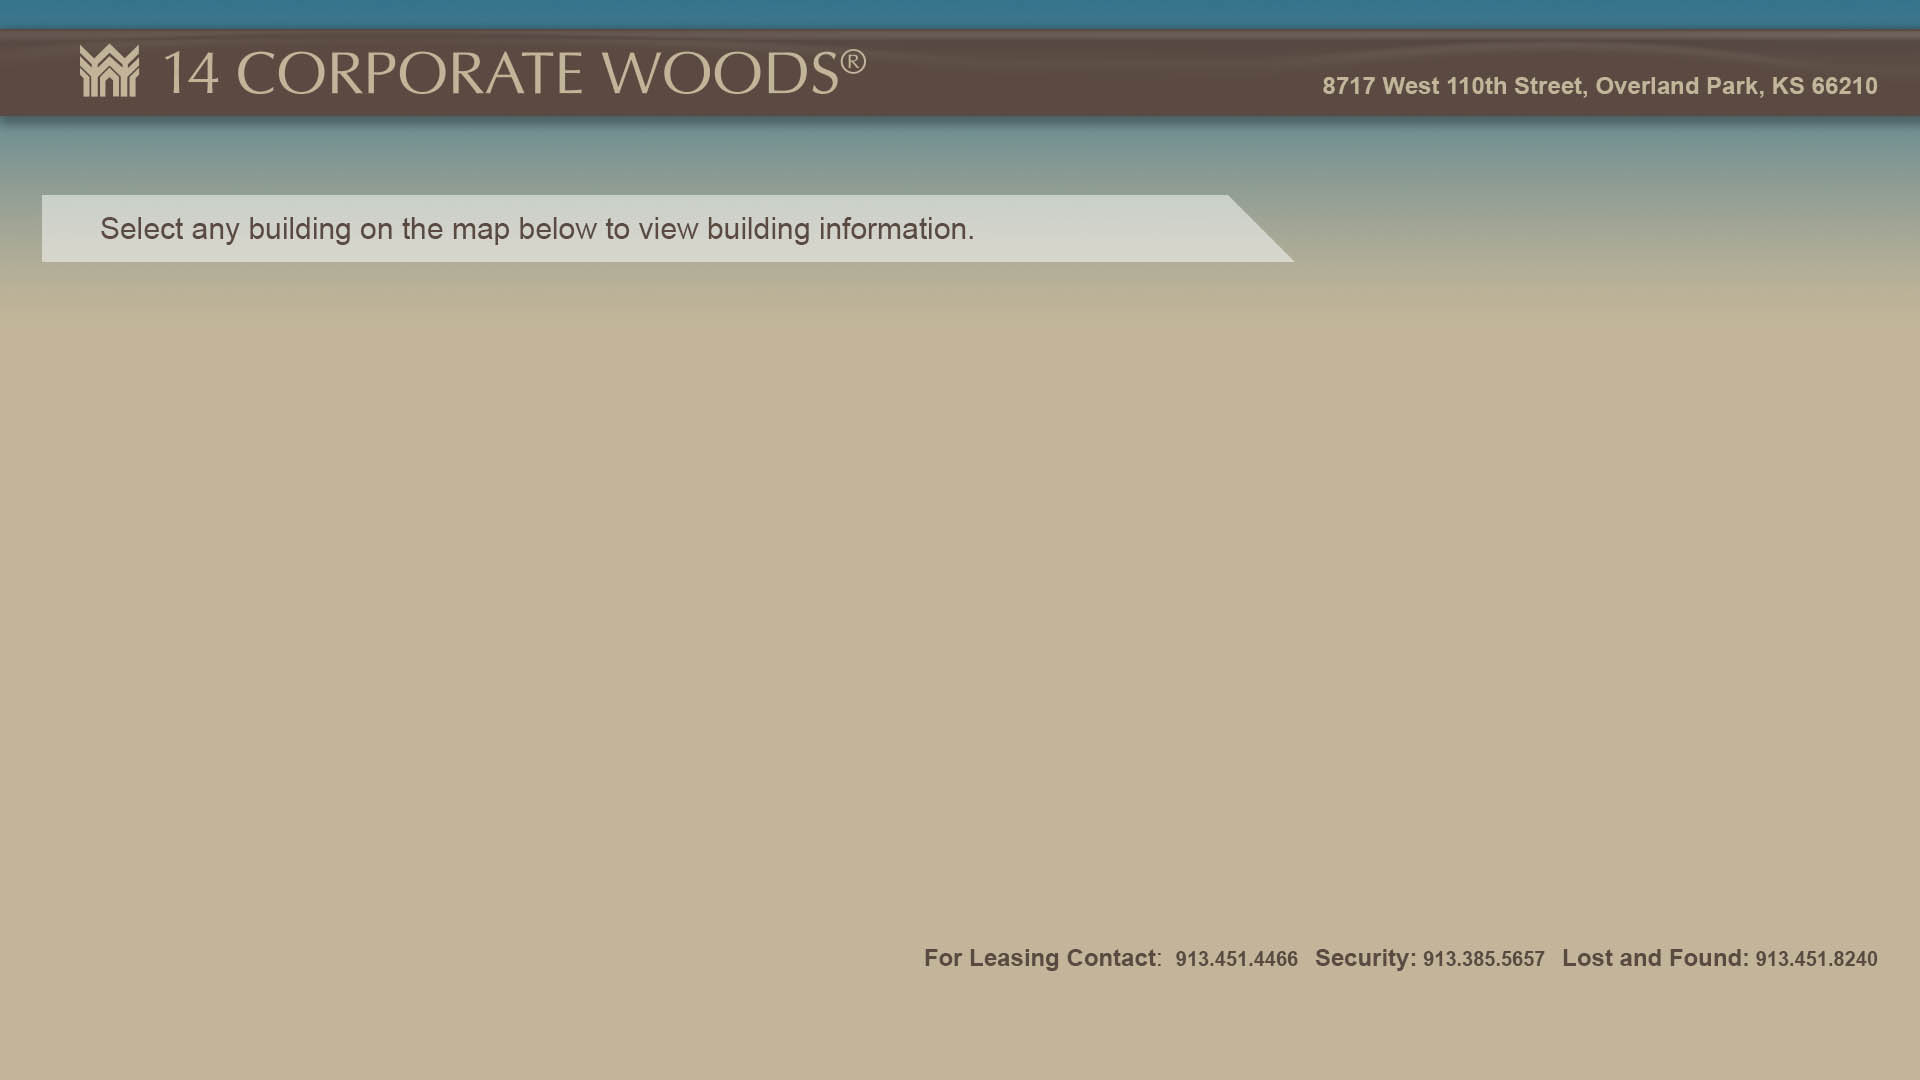 14 CORPORATE WOODS®
8717 West 110th Street, Overland Park, KS 66210
Select any building on the map below to view building information.
For Leasing Contact: 913.451.4466 Security: 913.385.5657 Lost and Found: 913.451.8240